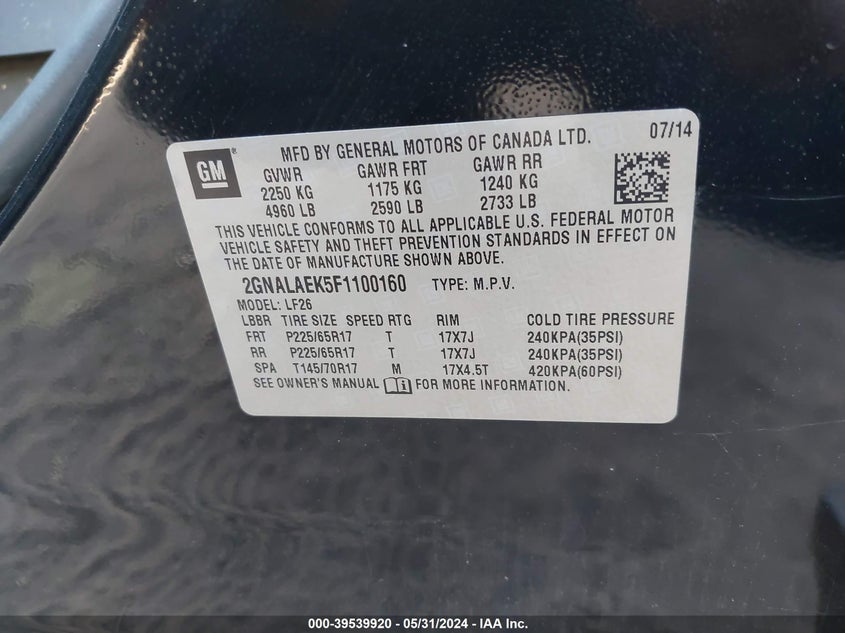 GM
MFD BY GENERAL MOTORS OF CANADA LTD. 07/14
GVWR GAWR FRT GAWR RR
2250 KG 1175 KG 1240 KG
4960 LB 2590 LB 2733 LB
THIS VEHICLE CONFORMS TO ALL APPLICABLE U.S. FEDERAL MOTOR
VEHICLE SAFETY AND THEFT PREVENTION STANDARDS IN EFFECT ON
THE DATE OF MANUFACTURE SHOWN ABOVE.
2GNALAEK5F1100160 TYPE: M.P.V.
MODEL: LF26
LBBR TIRE SIZE SPEED RTG RIM COLD TIRE PRESSURE
FRT P225/65R17 T 17X7J 240KPA(35PSI)
RR P225/65R17 T 17X7J 240KPA(35PSI)
SPA T145/70R17 M 17X4.5T 420KPA(60PSI)
SEE OWNER'S MANUAL FOR MORE INFORMATION.
000-39539920 - 05/31/2024 - IAA Inc.